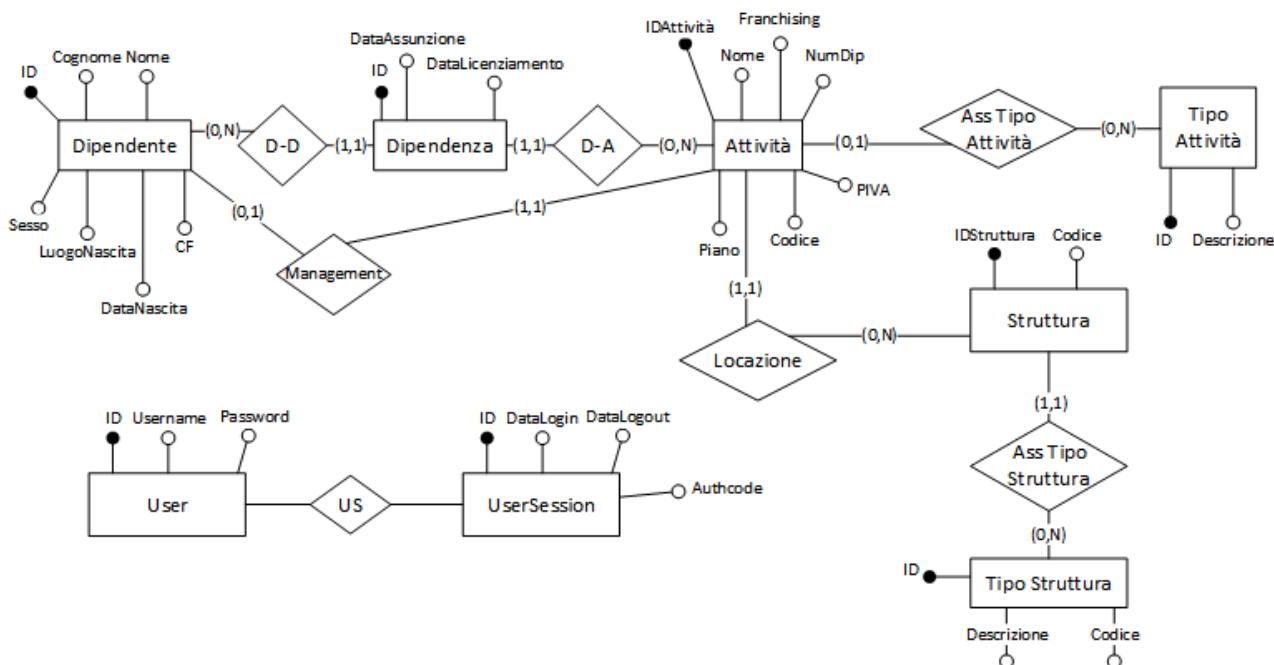 Franchising
DataAssunzione
IDAttività
Cognome Nome
DataLicenziamento
Nome
NumDip
ID
ID
Dipendente
(0,N)
D-D
(1,1)
Dipendenza
(1,1)
D-A
(0,N)
Attività
(0,1)
Ass Tipo
Attività
(0,N)
Tipo
Attività
Sesso
LuogoNascita
CF
DataNascita
(0,1)
Management
(1,1)
Piano
Codice
PIVA
ID
Descrizione
IDStruttura
Codice
(1,1)
Locazione
(0,N)
Struttura
(1,1)
Ass Tipo
Struttura
(0,N)
ID
Tipo Struttura
Descrizione
Codice
ID
Username
Password
User
US
ID
DataLogin
DataLogout
UserSession
Authcode